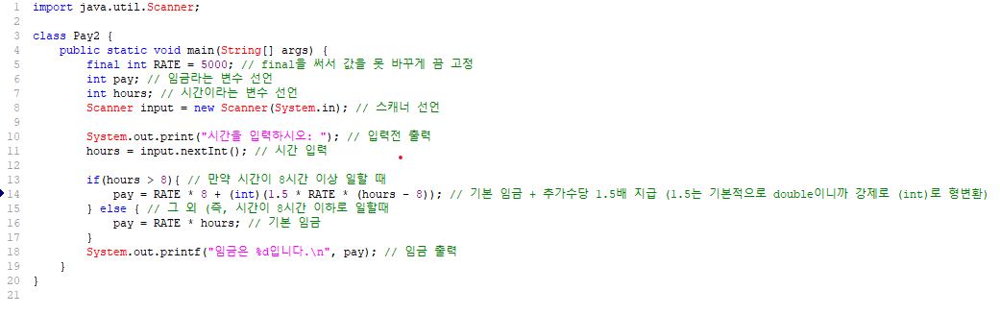 1 import java.util.Scanner;
2
3 class Pay2 {
4 public static void main(String[] args) {
5 final int RATE = 5000; // final을 써서 값을 못 바꾸게 끔 고정
6 int pay; // 임금라는 변수 선언
7 int hours; // 시간이라는 변수 선언
8 Scanner input = new Scanner(System.in); // 스캐너 선언
9
10 System.out.print("시간을 입력하시오: "); // 입력전 출력
11 hours = input.nextInt(); // 시간 입력
12
13 if(hours > 8){ // 만약 시간이 8시간 이상 일할 때
14 pay = RATE * 8 + (int)(1.5 * RATE * (hours - 8)); // 기본 임금 + 추가수당 1.5배 지급 (1.5는 기본적으로 double이니까 강제로 (int)로 형변환)
15 } else { // 그 외 (즉, 시간이 8시간 이하로 일할때
16 pay = RATE * hours; // 기본 임금
17 }
18 System.out.printf("임금은 %d입니다.\n", pay); // 임금 출력
19 }
20 }
21